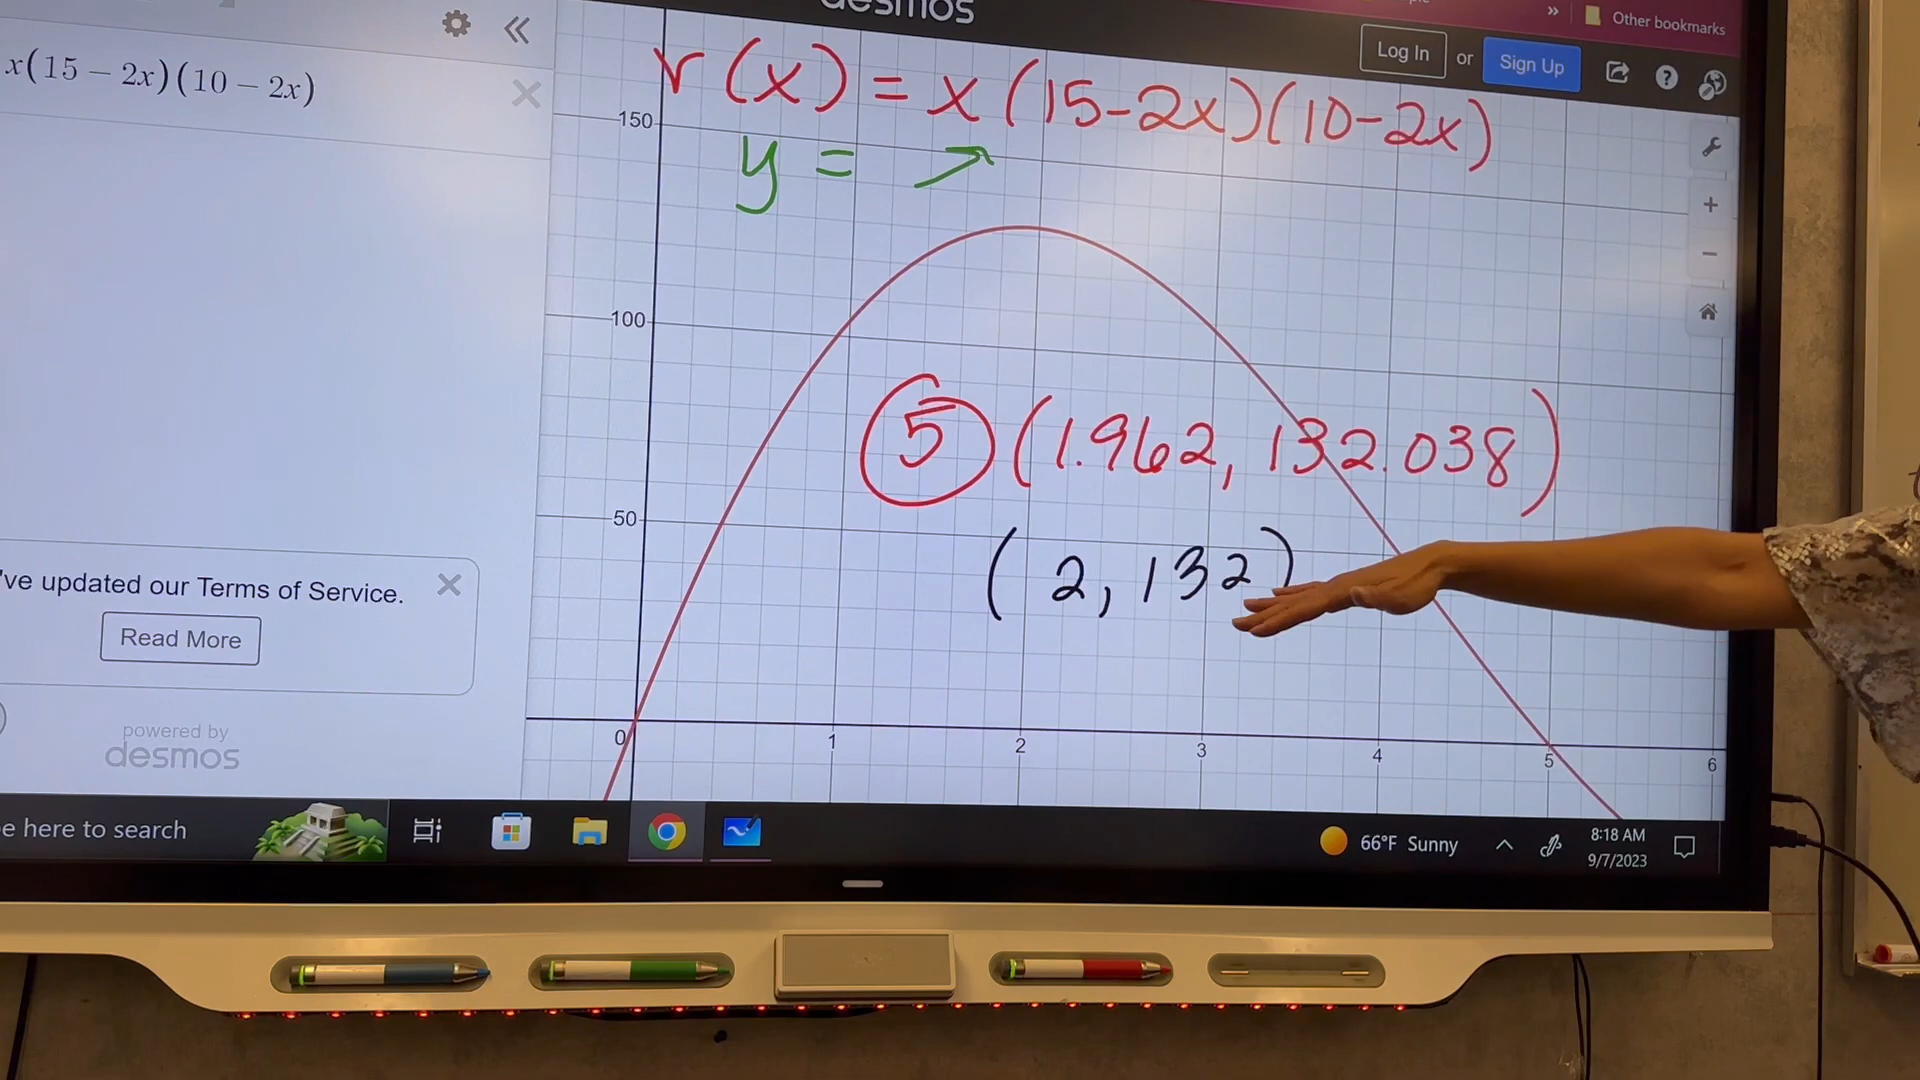 desmos
Other bookmarks
Log In or Sign Up
x(15 – 2x)(10 – 2x)
r(x) = x(15-2x)(10-2x)
y =
150
100
50
5 (1.962, 132.038)
(2, 132)
've updated our Terms of Service.
Read More
powered by
desmos
0 1 2 3 4 5 6
e here to search
66°F Sunny
8:18 AM
9/7/2023